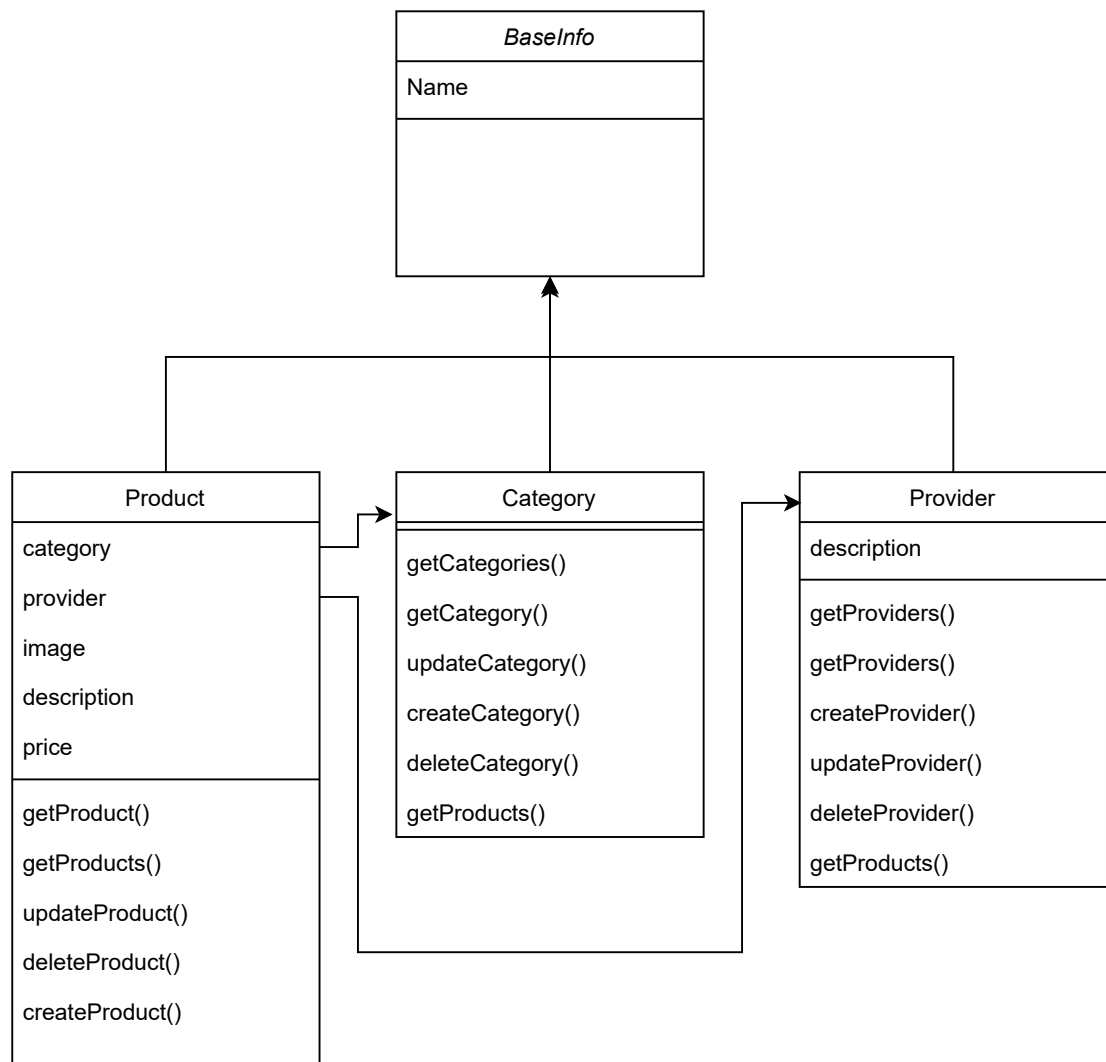 BaseInfo
Name
Product
category
provider
image
description
price
getProduct()
getProducts()
updateProduct()
deleteProduct()
createProduct()
Category
getCategories()
getCategory()
updateCategory()
createCategory()
deleteCategory()
getProducts()
Provider
description
getProviders()
getProviders()
createProvider()
updateProvider()
deleteProvider()
getProducts()